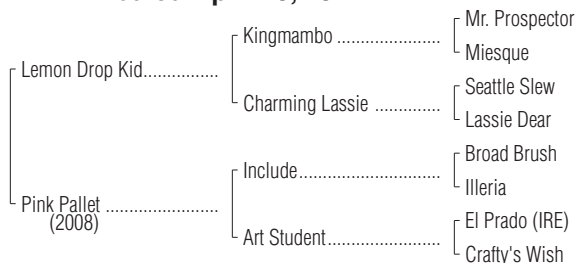 Mr. Prospector
Kingmambo
Miesque
Lemon Drop Kid
Seattle Slew
Charming Lassie
Lassie Dear
Broad Brush
Include
Illeria
Pink Pallet
(2008)
El Prado (IRE)
Art Student
Crafty's Wish